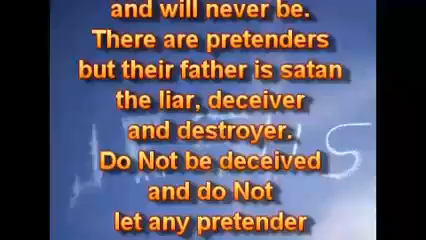 and will never be.
There are pretenders
but their father is satan
the liar, deceiver
and destroyer.
Do Not be deceived
and do Not
let any pretender